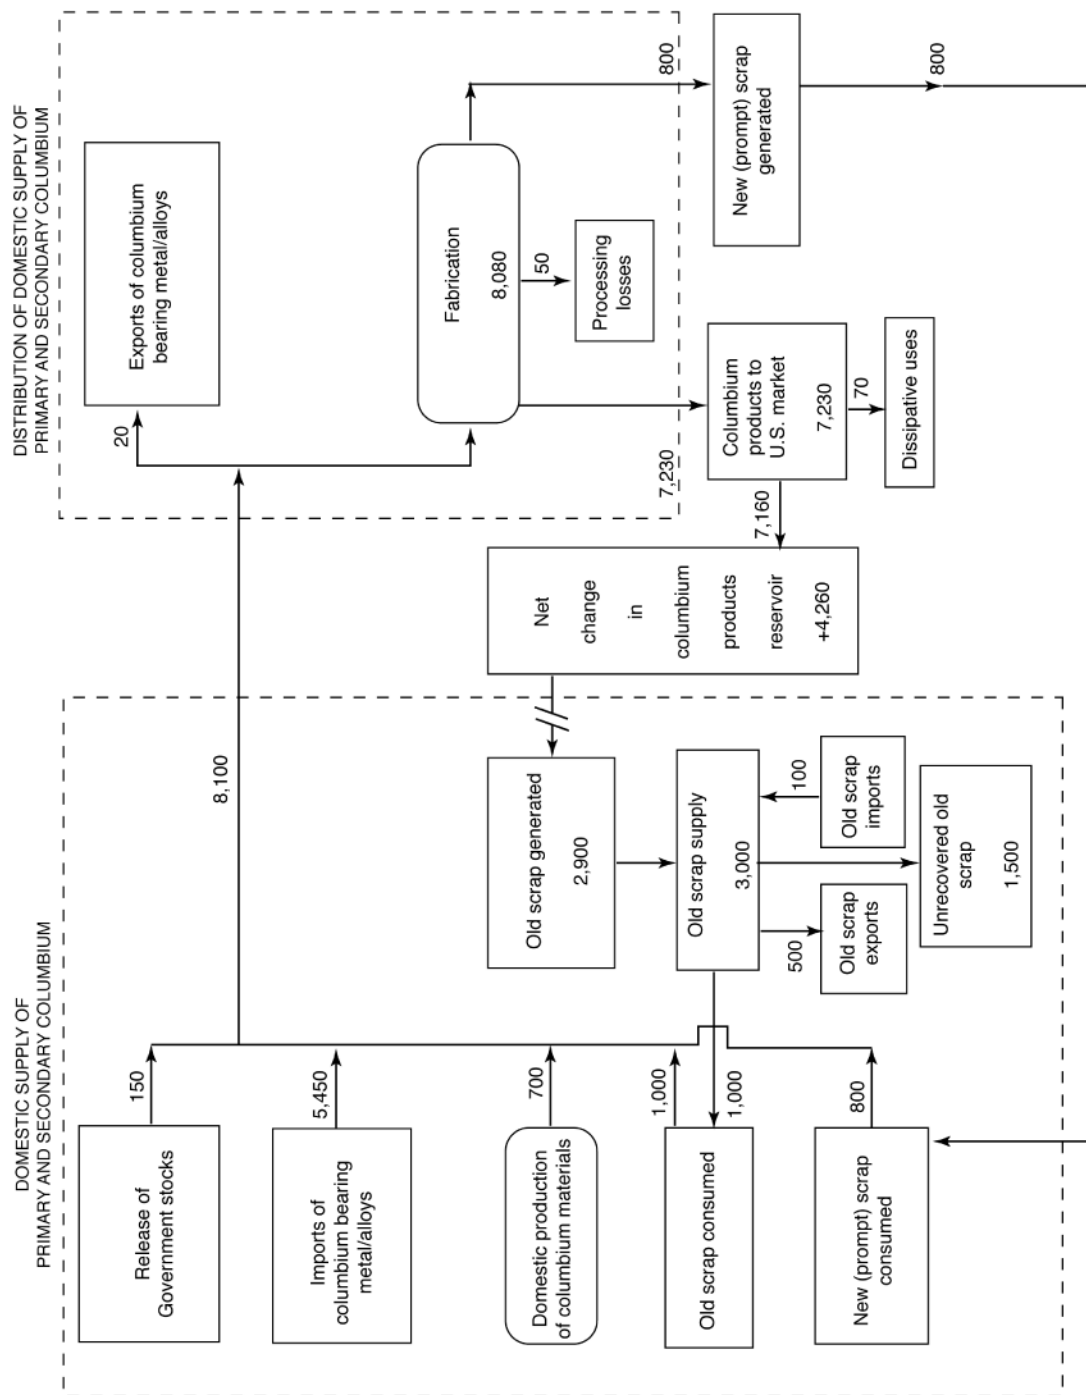 DOMESTIC SUPPLY OF
PRIMARY AND SECONDARY COLUMBIUM
Release of
Government stocks
150
Imports of
columbium bearing
metal/alloys
5,450
Domestic production
of columbium materials
700
Old scrap consumed
1,000
1,000
New (prompt) scrap
consumed
800
8,100
Old scrap generated
2,900
Old scrap supply
3,000
500
Old scrap
exports
100
Old scrap
imports
Unrecovered old
scrap
1,500
Net
change
in
columbium
products
reservoir
+4,260
DISTRIBUTION OF DOMESTIC SUPPLY OF
PRIMARY AND SECONDARY COLUMBIUM
20
Exports of columbium
bearing metal/alloys
Fabrication
8,080
50
Processing
losses
7,230
7,160
Columbium
products to
U.S. market
7,230
70
Dissipative uses
800
New (prompt) scrap
generated
800